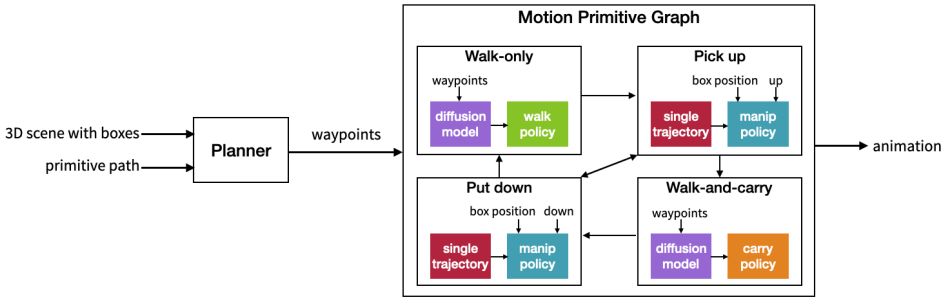 Motion Primitive Graph
3D scene with boxes
primitive path
Planner
waypoints
Walk-only
waypoints
diffusion
model
walk
policy
Pick up
box position up
single
trajectory
manip
policy
Put down
box position down
single
trajectory
manip
policy
Walk-and-carry
waypoints
diffusion
model
carry
policy
animation